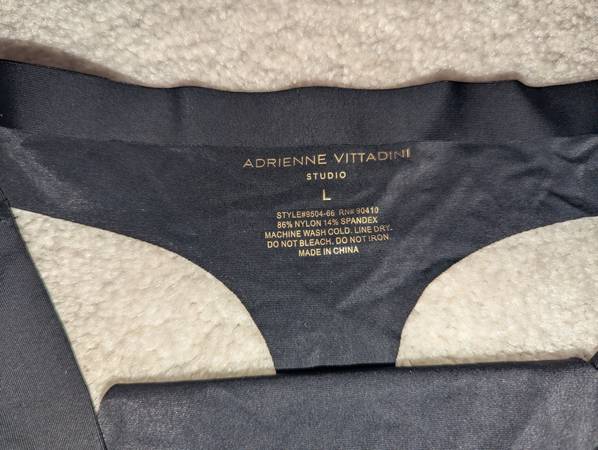 ADRIENNE VITTADINI
STUDIO
L
STYLE#9504-66 RN# 90410
86% NYLON 14% SPANDEX
MACHINE WASH COLD. LINE DRY.
DO NOT BLEACH. DO NOT IRON.
MADE IN CHINA